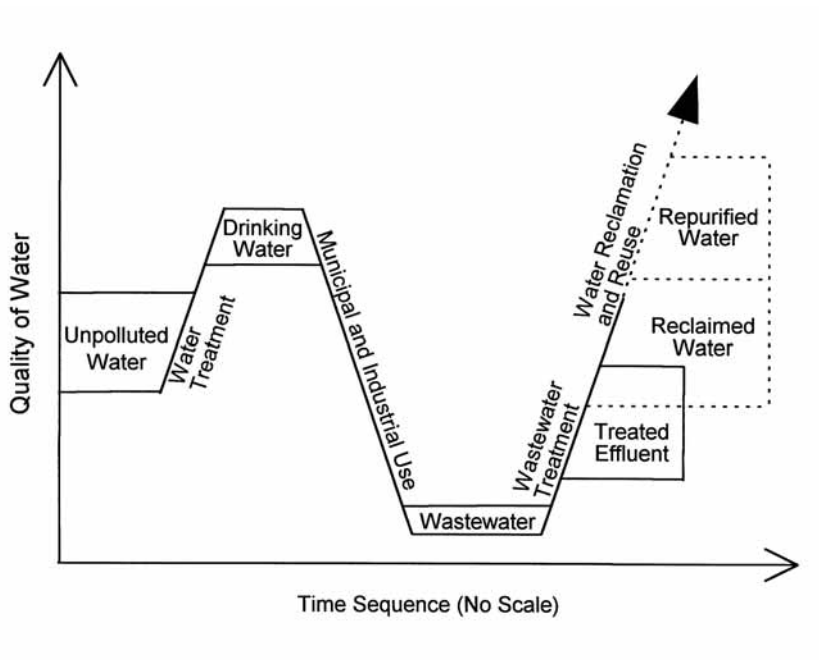 Quality of Water
Unpolluted
Water
Water
Treatment
Drinking
Water
Municipal and Industrial Use
Wastewater
Wastewater
Treatment
Treated
Effluent
Water Reclamation
and Reuse
Repurified
Water
Reclaimed
Water
Time Sequence (No Scale)